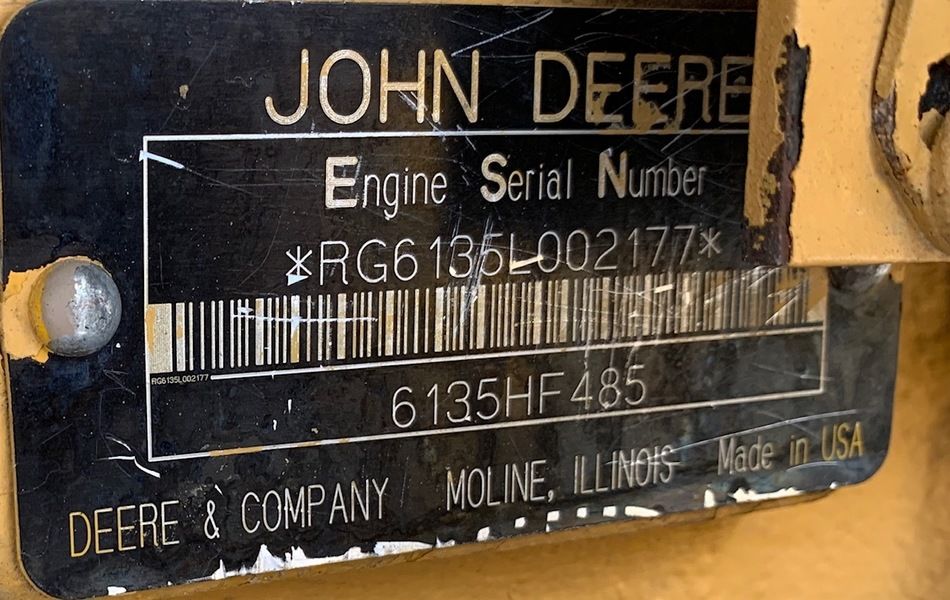 JOHN DEERE
Engine Serial Number
*RG6135L002177*
RG6135L002177
6135HF485
DEERE & COMPANY MOLINE, ILLINOIS Made in USA